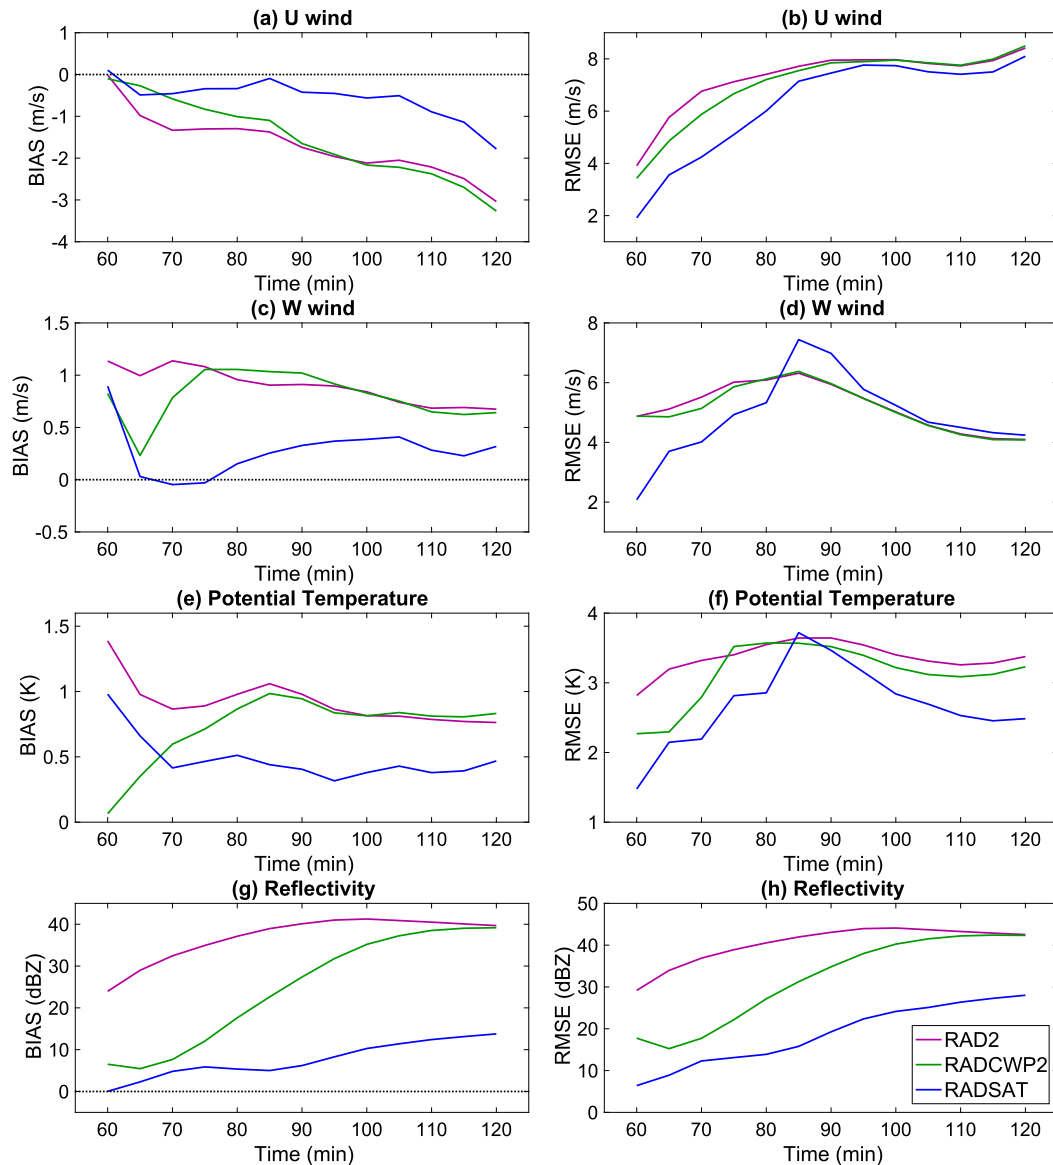 (a) U wind
1
0
-1
-2
-3
-4
BIAS (m/s)
60 70 80 90 100 110 120
Time (min)
(b) U wind
8
6
4
2
RMSE (m/s)
60 70 80 90 100 110 120
Time (min)
(c) W wind
1.5
1
0.5
0
-0.5
BIAS (m/s)
60 70 80 90 100 110 120
Time (min)
(d) W wind
8
6
4
2
RMSE (m/s)
60 70 80 90 100 110 120
Time (min)
(e) Potential Temperature
1.5
1
0.5
0
BIAS (K)
60 70 80 90 100 110 120
Time (min)
(f) Potential Temperature
4
3
2
1
RMSE (K)
60 70 80 90 100 110 120
Time (min)
(g) Reflectivity
40
30
20
10
0
BIAS (dBZ)
60 70 80 90 100 110 120
Time (min)
(h) Reflectivity
50
40
30
20
10
0
RMSE (dBZ)
60 70 80 90 100 110 120
Time (min)
RAD2
RADCWP2
RADSAT